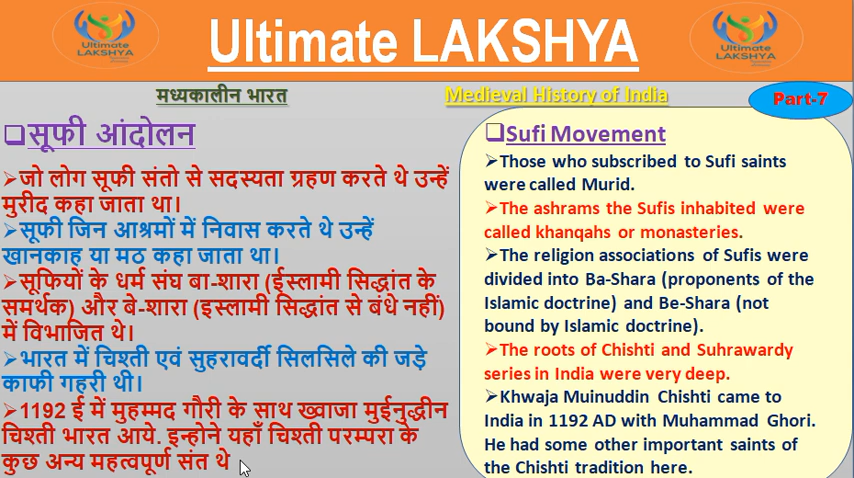 Ultimate
LAKSHYA
Ultimate LAKSHYA
Ultimate
LAKSHYA
मध्यकालीन भारत
Medieval History of India
Part-7
सूफी आंदोलन
जो लोग सूफी संतो से सदस्यता ग्रहण करते थे उन्हें
मुरीद कहा जाता था।
सूफी जिन आश्रमों में निवास करते थे उन्हें
खानकाह या मठ कहा जाता था।
सूफियों के धर्म संघ बा-शारा (ईस्लामी सिद्धांत के
समर्थक) और बे-शारा (इस्लामी सिद्धांत से बंधे नहीं)
में विभाजित थे।
भारत में चिश्ती एवं सुहरावर्दी सिलसिले की जड़े
काफी गहरी थी।
1192 ई में मुहम्मद गौरी के साथ ख्वाजा मुईनुद्धीन
चिश्ती भारत आये. इन्होने यहाँ चिश्ती परम्परा के
कुछ अन्य महत्वपूर्ण संत थे
Sufi Movement
Those who subscribed to Sufi saints
were called Murid.
The ashrams the Sufis inhabited were
called khanqahs or monasteries.
The religion associations of Sufis were
divided into Ba-Shara (proponents of the
Islamic doctrine) and Be-Shara (not
bound by Islamic doctrine).
The roots of Chishti and Suhrawardy
series in India were very deep.
Khwaja Muinuddin Chishti came to
India in 1192 AD with Muhammad Ghori.
He had some other important saints of
the Chishti tradition here.